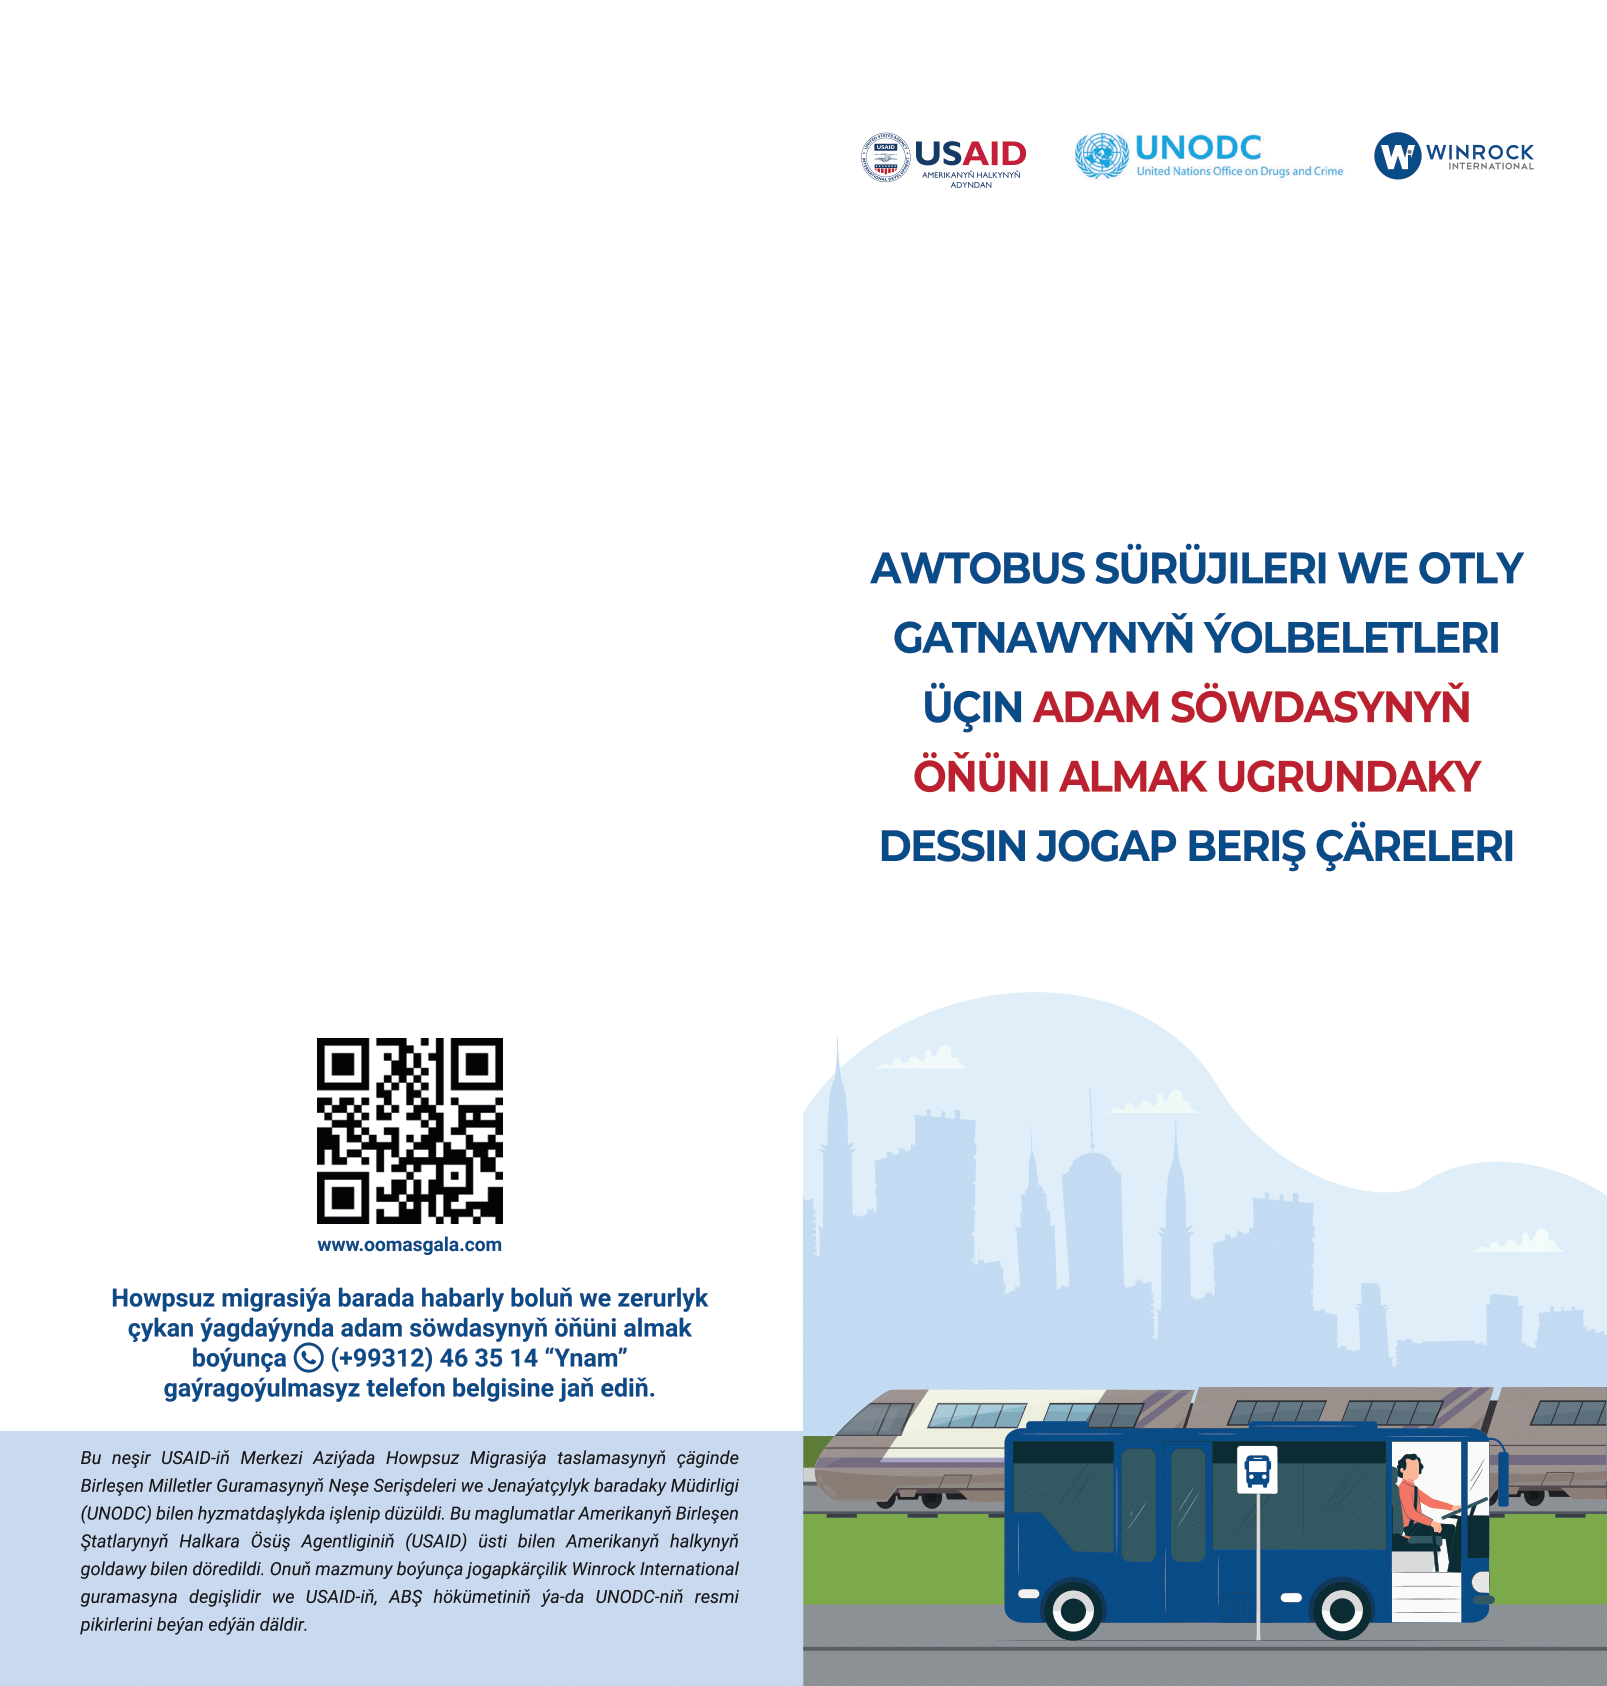 USAID
AMERIKANYŇ HALKYNYŇ
ADYNDAN
UNODC
United Nations Office on Drugs and Crime
WINROCK
INTERNATIONAL
AWTOBUS SÜRÜJILERI WE OTLY
GATNAWYNYŇ ÝOLBELETLERI
ÜÇIN ADAM SÖWDASYNYŇ
ÖŇÜNI ALMAK UGRUNDAKY
DESSIN JOGAP BERIŞ ÇÄRELERI
www.oomasgala.com
Howpsuz migrasiýa barada habarly boluň we zerurlyk
çykan ýagdaýynda adam söwdasynyň öňüni almak
boýunça (+99312) 46 35 14 “Ynam”
gaýragoýulmasyz telefon belgisine jaň ediň.
Bu neşir USAID-iň Merkezi Aziýada Howpsuz Migrasiýa taslamasynyň çäginde
Birleşen Milletler Guramasynyň Neşe Serişdeleri we Jenaýatçylyk baradaky Müdirligi
(UNODC) bilen hyzmatdaşlykda işlenip düzüldi. Bu maglumatlar Amerikanyň Birleşen
Ştatlarynyň Halkara Ösüş Agentliginiň (USAID) üsti bilen Amerikanyň halkynyň
goldawy bilen döredildi. Onuň mazmuny boýunça jogapkärçilik Winrock International
guramasyna degişlidir we USAID-iň, ABŞ hökümetiniň ýa-da UNODC-niň resmi
pikirlerini beýan edýän däldir.